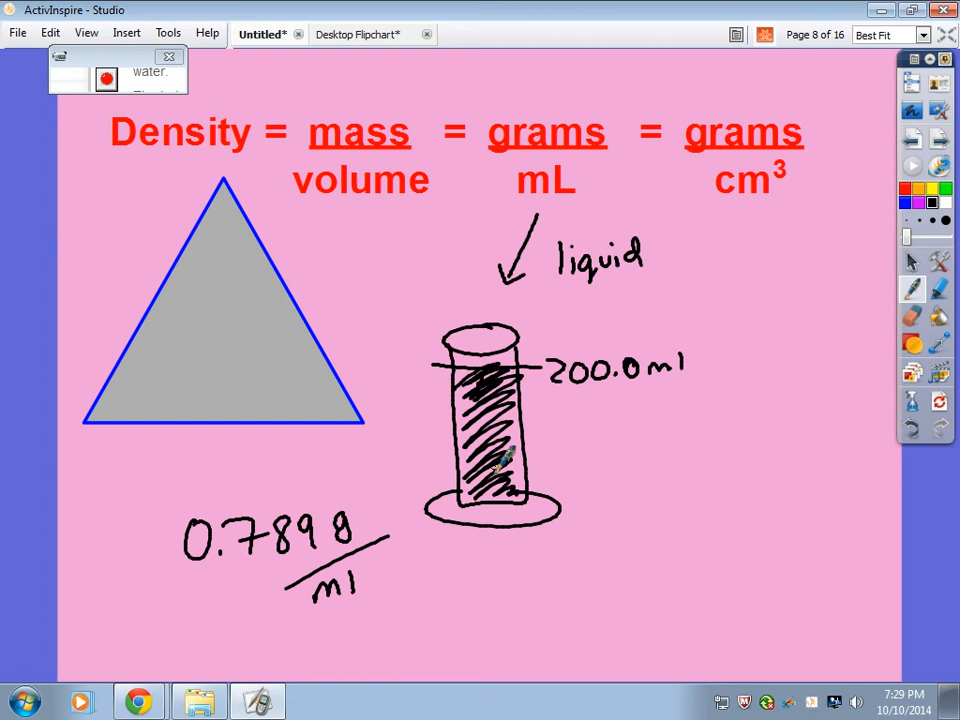 ActivInspire - Studio
File Edit View Insert Tools Help Untitled* Desktop Flipchart* Page 8 of 16 Best Fit
water.
Density = mass = grams = grams
volume mL cm³
liquid
200.0ml
0.789g
ml
7:29 PM
10/10/2014